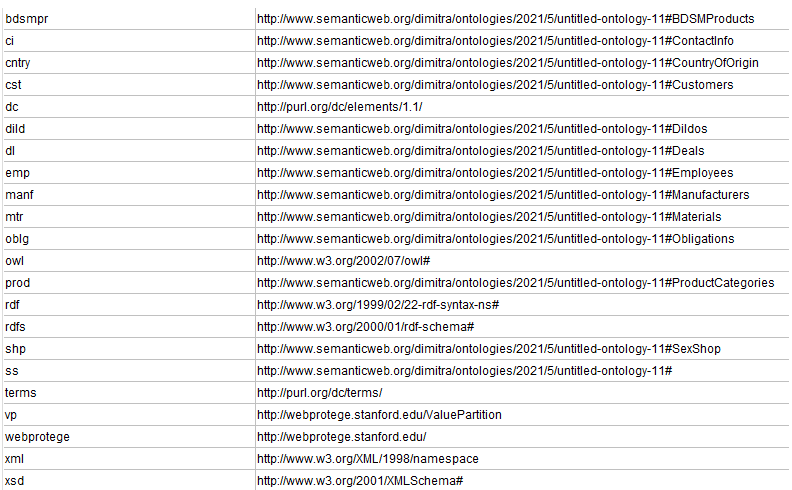 bdsmpr http://www.semanticweb.org/dimitra/ontologies/2021/5/untitled-ontology-11#BDSMProducts
ci http://www.semanticweb.org/dimitra/ontologies/2021/5/untitled-ontology-11#ContactInfo
cntry http://www.semanticweb.org/dimitra/ontologies/2021/5/untitled-ontology-11#CountryOfOrigin
cst http://www.semanticweb.org/dimitra/ontologies/2021/5/untitled-ontology-11#Customers
dc http://purl.org/dc/elements/1.1/
dild http://www.semanticweb.org/dimitra/ontologies/2021/5/untitled-ontology-11#Dildos
dl http://www.semanticweb.org/dimitra/ontologies/2021/5/untitled-ontology-11#Deals
emp http://www.semanticweb.org/dimitra/ontologies/2021/5/untitled-ontology-11#Employees
manf http://www.semanticweb.org/dimitra/ontologies/2021/5/untitled-ontology-11#Manufacturers
mtr http://www.semanticweb.org/dimitra/ontologies/2021/5/untitled-ontology-11#Materials
oblg http://www.semanticweb.org/dimitra/ontologies/2021/5/untitled-ontology-11#Obligations
owl http://www.w3.org/2002/07/owl#
prod http://www.semanticweb.org/dimitra/ontologies/2021/5/untitled-ontology-11#ProductCategories
rdf http://www.w3.org/1999/02/22-rdf-syntax-ns#
rdfs http://www.w3.org/2000/01/rdf-schema#
shp http://www.semanticweb.org/dimitra/ontologies/2021/5/untitled-ontology-11#SexShop
ss http://www.semanticweb.org/dimitra/ontologies/2021/5/untitled-ontology-11#
terms http://purl.org/dc/terms/
vp http://webprotege.stanford.edu/ValuePartition
webprotege http://webprotege.stanford.edu/
xml http://www.w3.org/XML/1998/namespace
xsd http://www.w3.org/2001/XMLSchema#